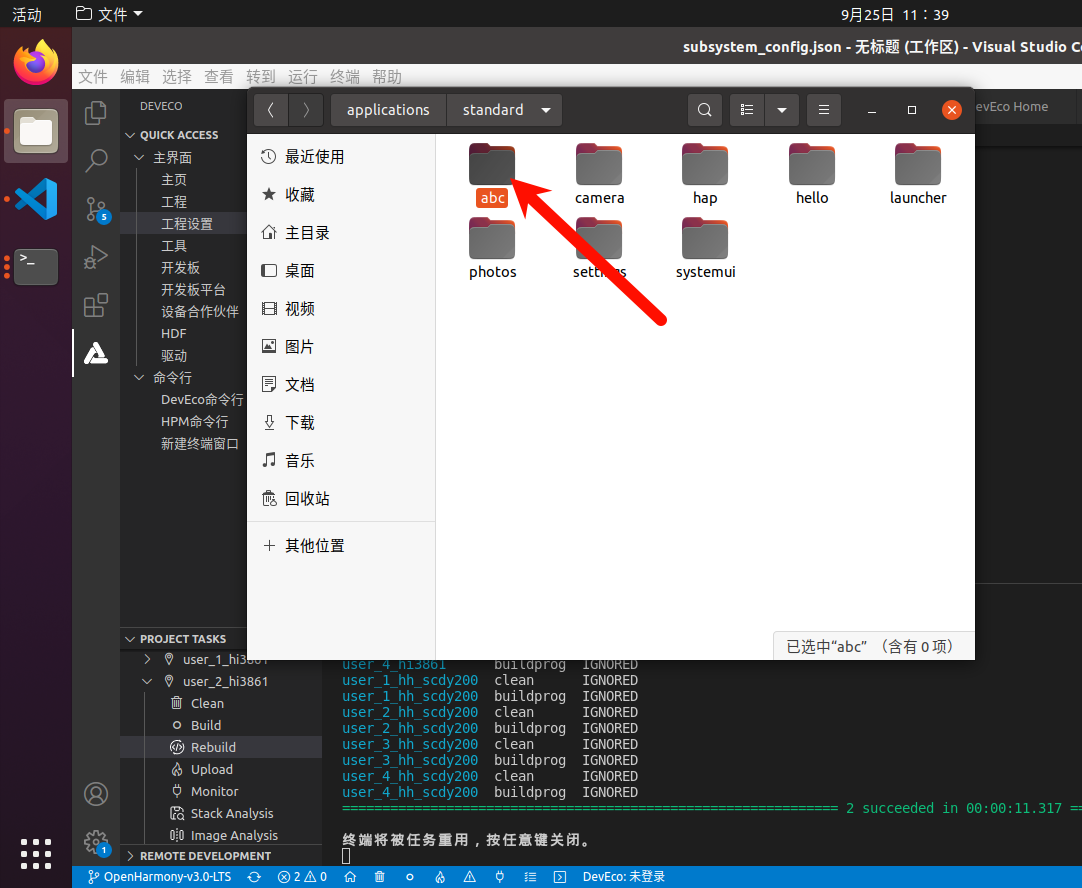 活动
文件
9月25日 11：39
subsystem_config.json - 无标题 (工作区) - Visual Studio Co
文件 编辑 选择 查看 转到 运行 终端 帮助
DEVECO
applications
standard
evEco Home
QUICK ACCESS
主界面
主页
工程
工程设置
工具
开发板
开发板平台
设备合作伙伴
HDF
驱动
命令行
DevEco命令行
HPM命令行
新建终端窗口
5
最近使用
收藏
主目录
桌面
视频
图片
文档
下载
音乐
回收站
其他位置
abc
camera
hap
hello
launcher
photos
settings
systemui
已选中“abc” （含有 0 项）
PROJECT TASKS
user_1_hi3861
user_2_hi3861
Clean
Build
Rebuild
Upload
Monitor
Stack Analysis
Image Analysis
REMOTE DEVELOPMENT
1
user_4_hi3861 buildprog IGNORED
user_1_hh_scdy200 clean IGNORED
user_1_hh_scdy200 buildprog IGNORED
user_2_hh_scdy200 clean IGNORED
user_2_hh_scdy200 buildprog IGNORED
user_3_hh_scdy200 clean IGNORED
user_3_hh_scdy200 buildprog IGNORED
user_4_hh_scdy200 clean IGNORED
user_4_hh_scdy200 buildprog IGNORED
============================================================== 2 succeeded in 00:00:11.317 ==
终端将被任务重用，按任意键关闭。
OpenHarmony-v3.0-LTS 2 0 DevEco: 未登录